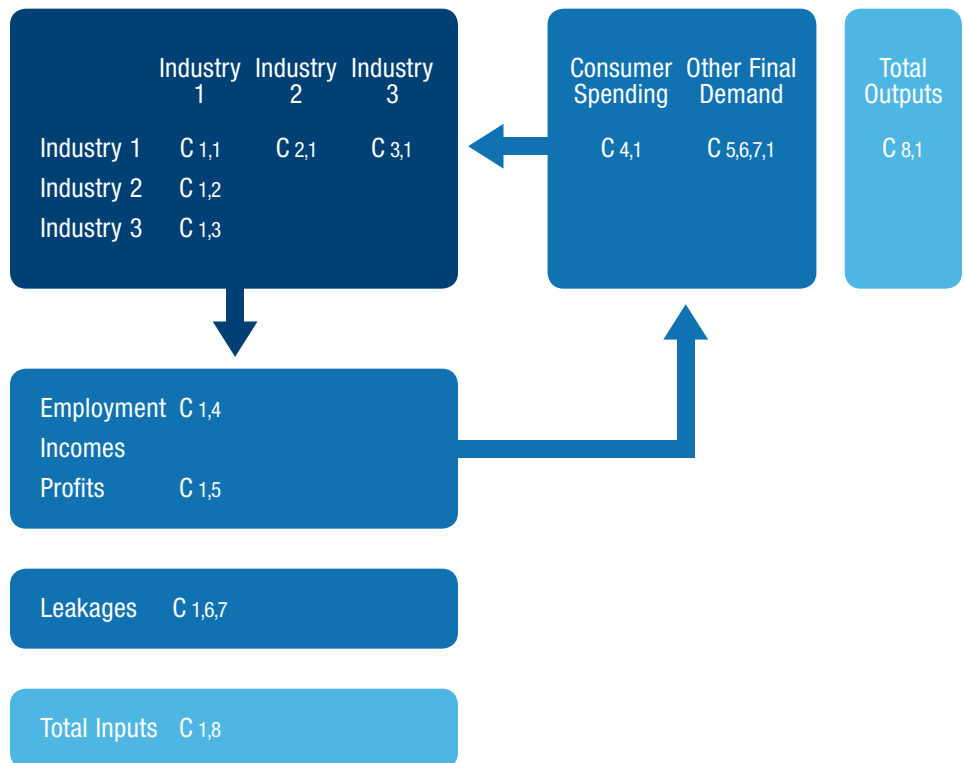 Industry 1 Industry 2 Industry 3 Consumer Spending Other Final Demand Total Outputs
Industry 1 C 1,1 C 2,1 C 3,1 C 4,1 C 5,6,7,1 C 8,1
Industry 2 C 1,2
Industry 3 C 1,3
Employment C 1,4
Incomes
Profits C 1,5
Leakages C 1,6,7
Total Inputs C 1,8